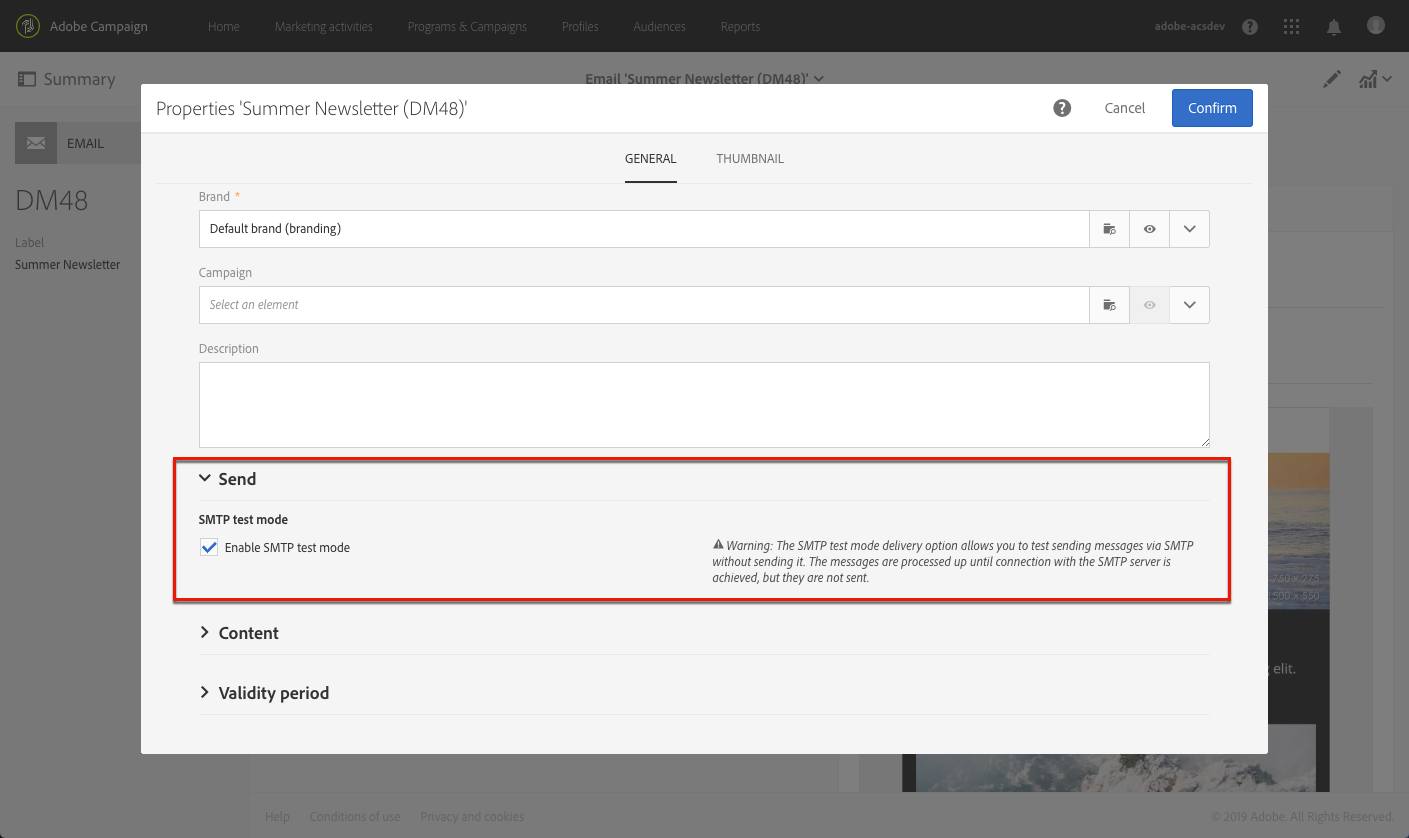 Adobe Campaign
Home
Marketing activities
Programs & Campaigns
Profiles
Audiences
Reports
adobe-acsdev
Summary
Email 'Summer Newsletter (DM48)'
Properties 'Summer Newsletter (DM48)'
Cancel
Confirm
EMAIL
GENERAL
THUMBNAIL
DM48
Label
Summer Newsletter
Brand *
Default brand (branding)
Campaign
Select an element
Description
Send
SMTP test mode
Enable SMTP test mode
Warning: The SMTP test mode delivery option allows you to test sending messages via SMTP
without sending it. The messages are processed up until connection with the SMTP server is
achieved, but they are not sent.
750 x 275
500 x 550
Content
elit.
Validity period
Help
Conditions of use
Privacy and cookies
© 2019 Adobe. All Rights Reserved.